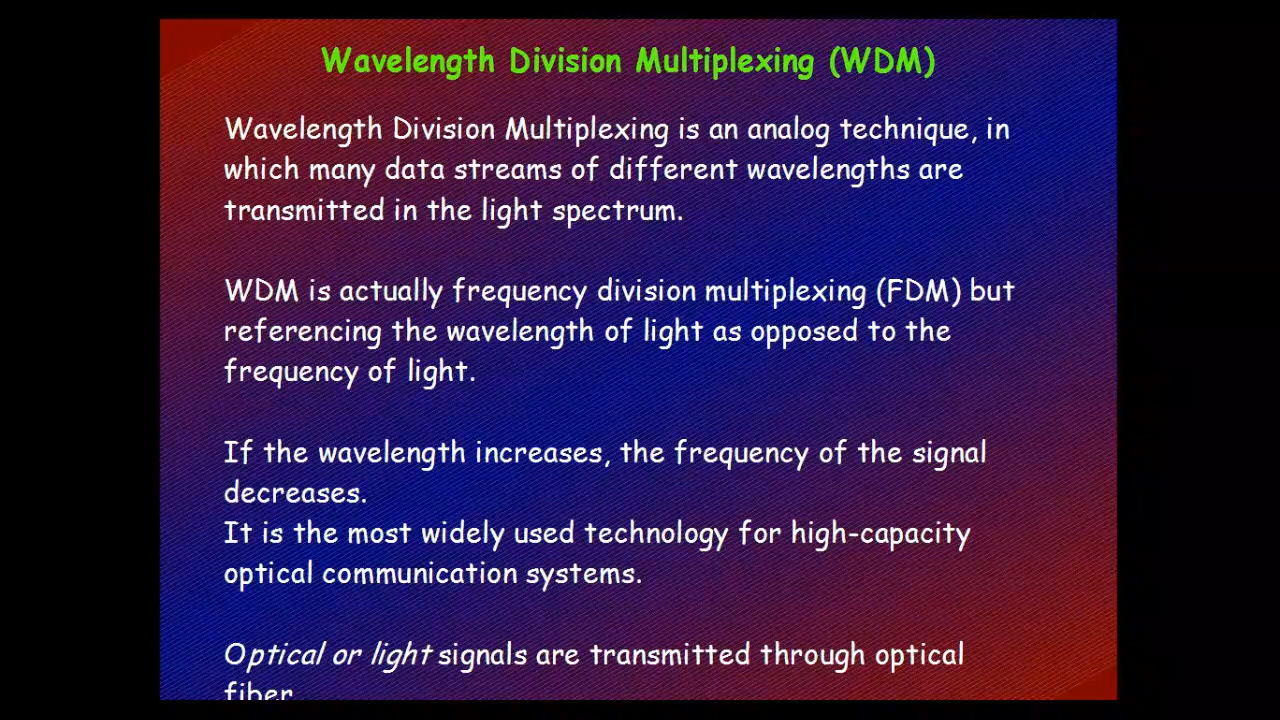 Wavelength Division Multiplexing (WDM)
Wavelength Division Multiplexing is an analog technique, in
which many data streams of different wavelengths are
transmitted in the light spectrum.
WDM is actually frequency division multiplexing (FDM) but
referencing the wavelength of light as opposed to the
frequency of light.
If the wavelength increases, the frequency of the signal
decreases.
It is the most widely used technology for high-capacity
optical communication systems.
Optical or light signals are transmitted through optical
fiber